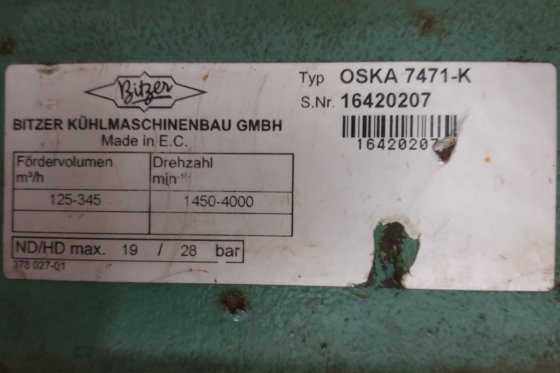 Bitzer
BITZER KÜHLMASCHINENBAU GMBH
Made in E.C.
Typ OSKA 7471-K
S.Nr. 16420207
16420207
Fördervolumen Drehzahl
m³/h min⁻¹
125-345 1450-4000
ND/HD max. 19 / 28 bar
378 027-01